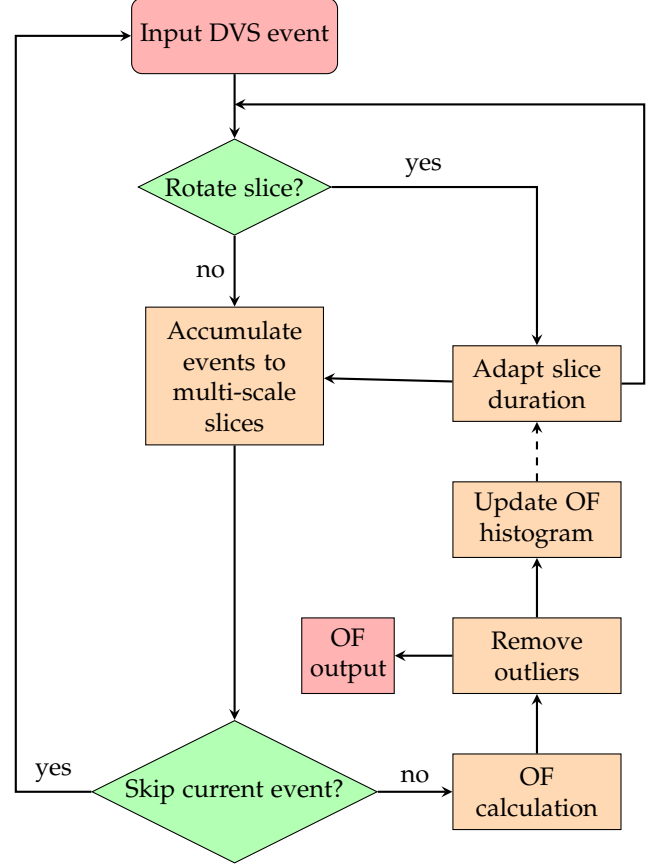 Input DVS event
yes
Rotate slice?
no
Accumulate
events to
multi-scale
slices
Adapt slice
duration
Update OF
histogram
OF
output
Remove
outliers
yes
Skip current event?
no
OF
calculation